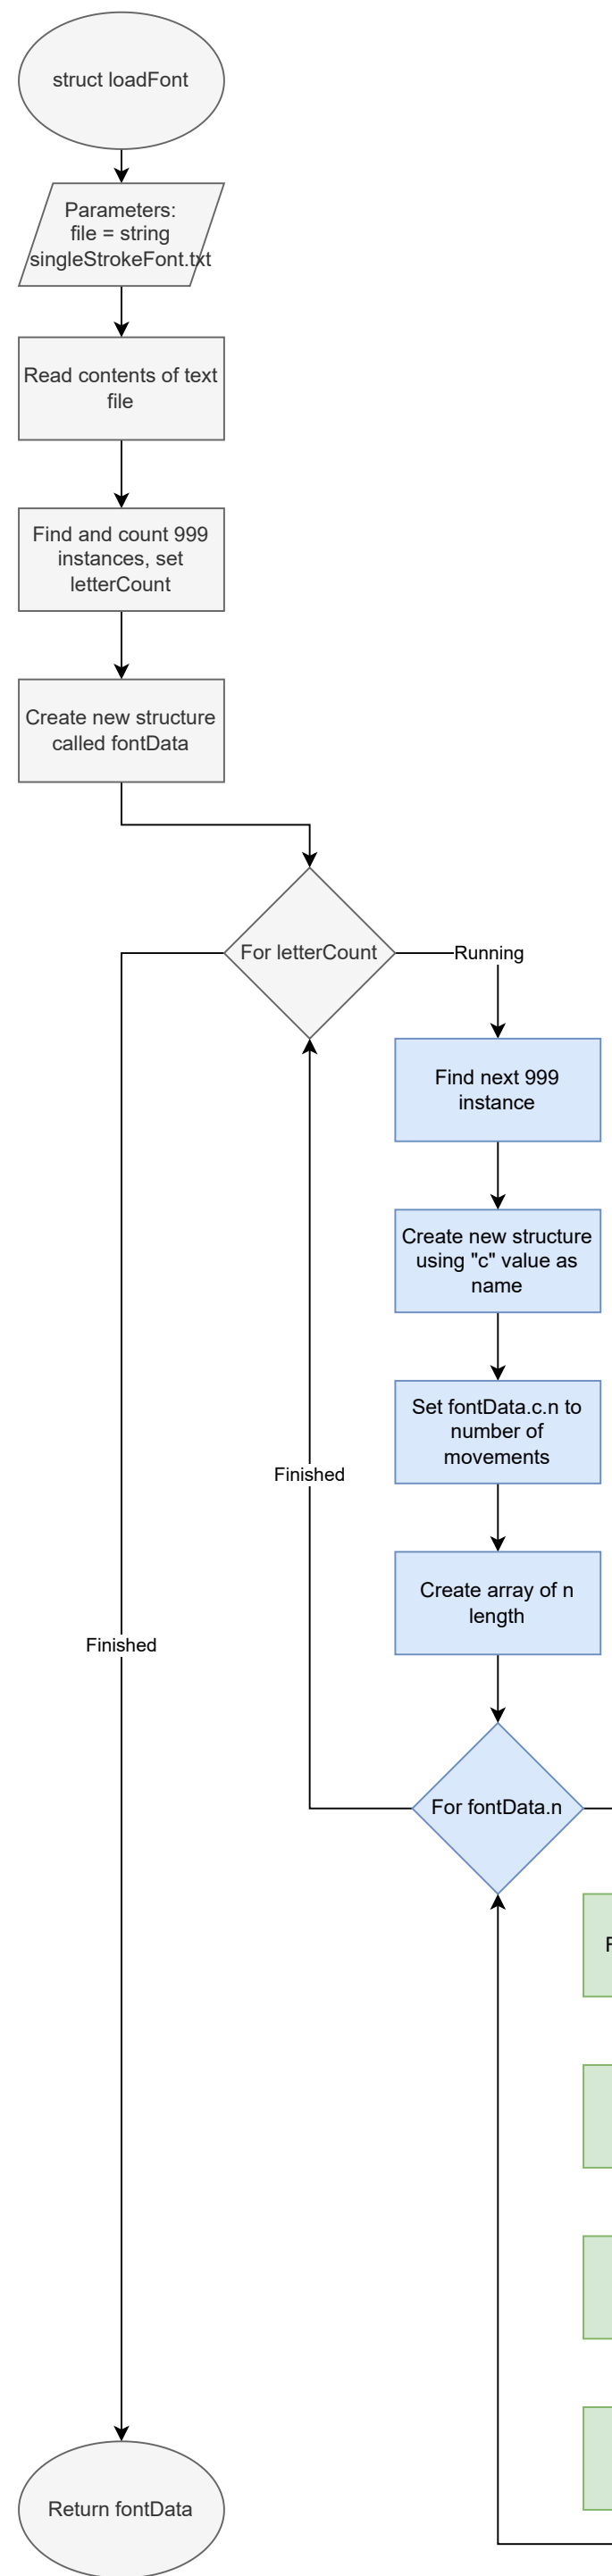 struct loadFont
Parameters:
file = string
singleStrokeFont.txt
Read contents of text
file
Find and count 999
instances, set
letterCount
Create new structure
called fontData
For letterCount
Running
Find next 999
instance
Create new structure
using "c" value as
name
Set fontData.c.n to
number of
movements
Finished
Create array of n
length
Finished
For fontData.n
Return fontData